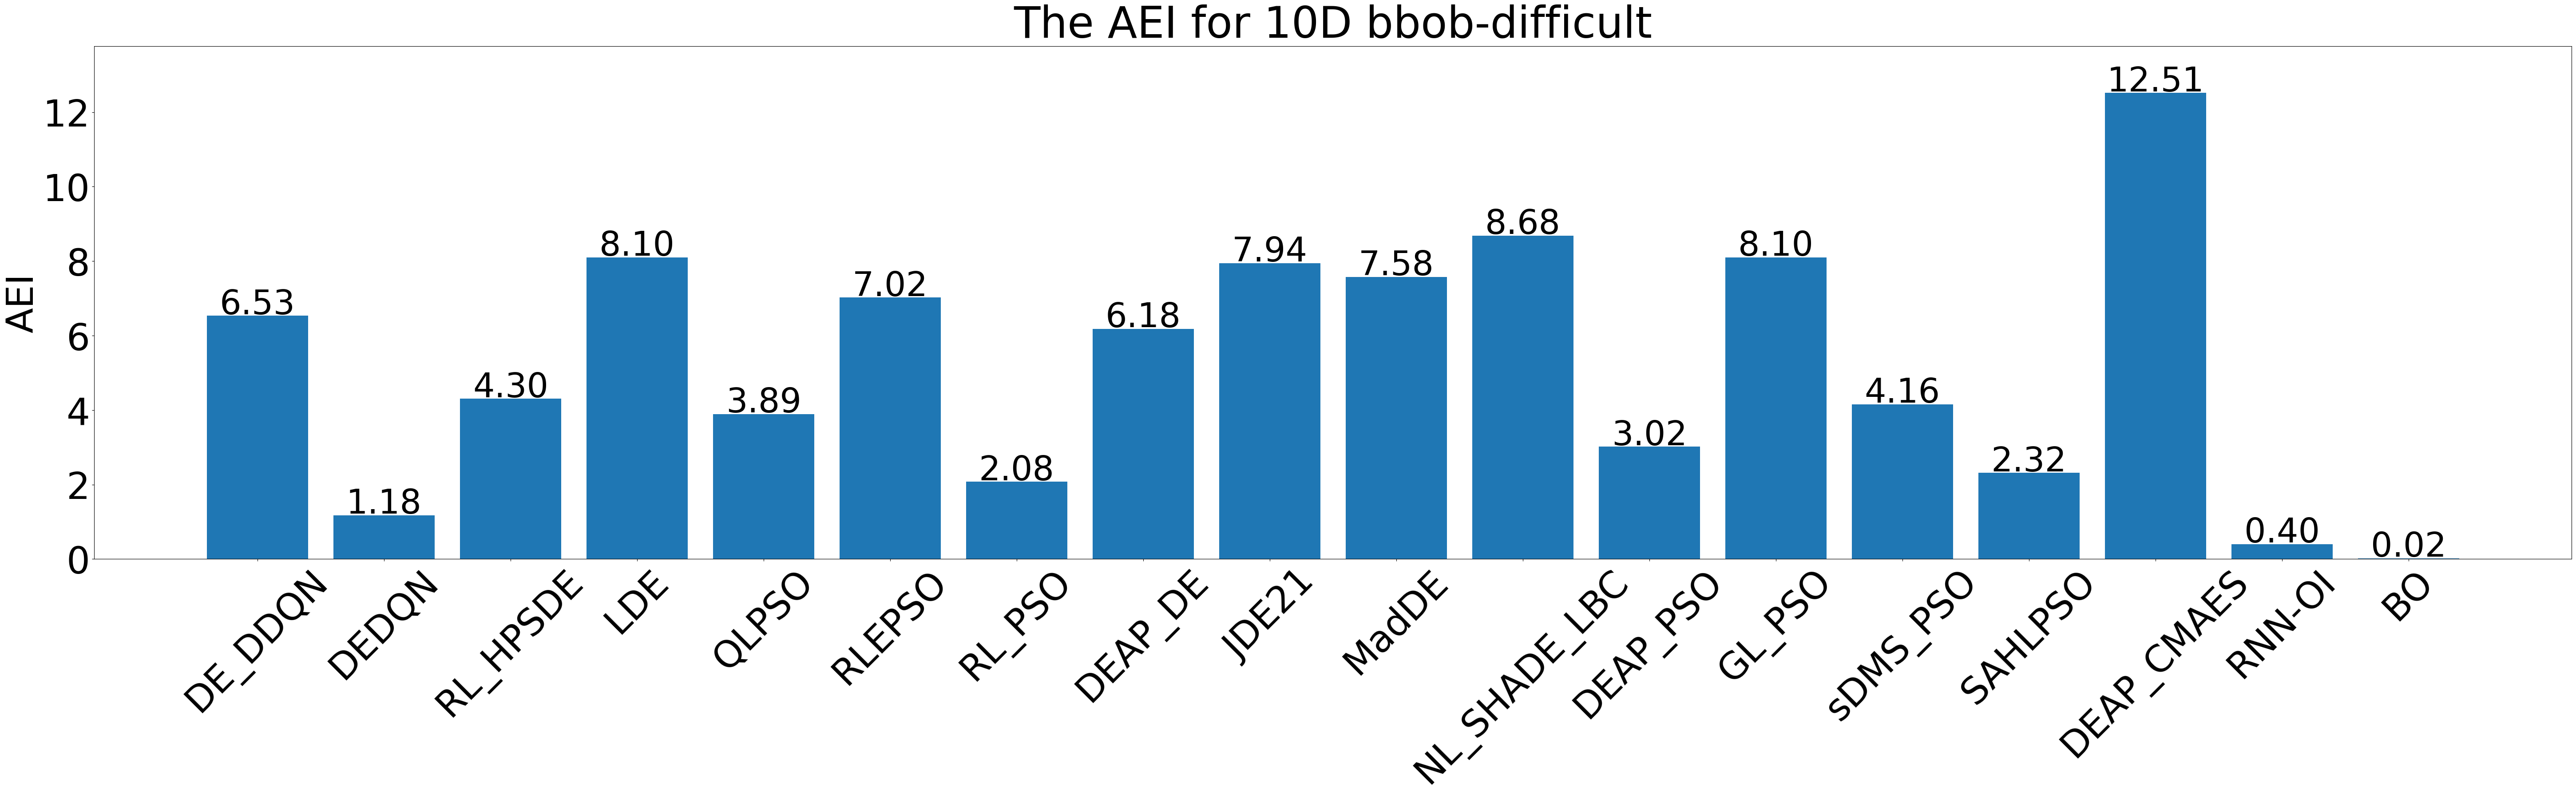 The AEI for 10D bbob-difficult
AEI
12
10
8
6
4
2
0
6.53
1.18
4.30
8.10
3.89
7.02
2.08
6.18
7.94
7.58
8.68
3.02
8.10
4.16
2.32
12.51
0.40
0.02
DE_DDQN
DEDQN
RL_HPSDE
LDE
QLPSO
RLEPSO
RL_PSO
DEAP_DE
JDE21
MadDE
NL_SHADE_LBC
DEAP_PSO
GL_PSO
sDMS_PSO
SAHLPSO
DEAP_CMAES
RNN-OI
BO